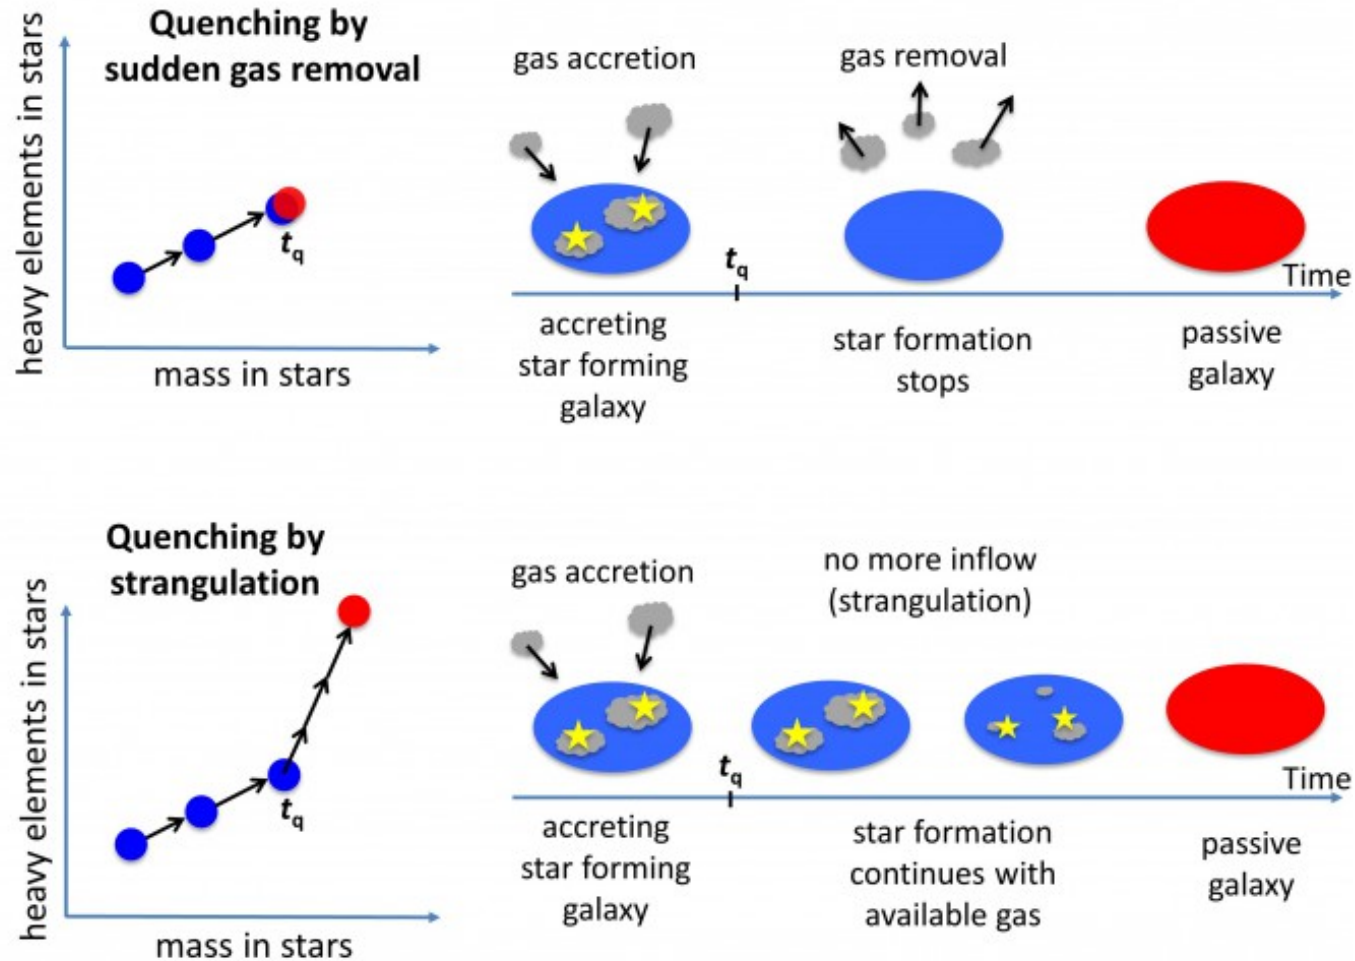 Quenching by
sudden gas removal
heavy elements in stars
mass in stars
t_q
gas accretion
gas removal
t_q
Time
accreting
star forming
galaxy
star formation
stops
passive
galaxy
Quenching by
strangulation
heavy elements in stars
mass in stars
t_q
gas accretion
no more inflow
(strangulation)
t_q
Time
accreting
star forming
galaxy
star formation
continues with
available gas
passive
galaxy